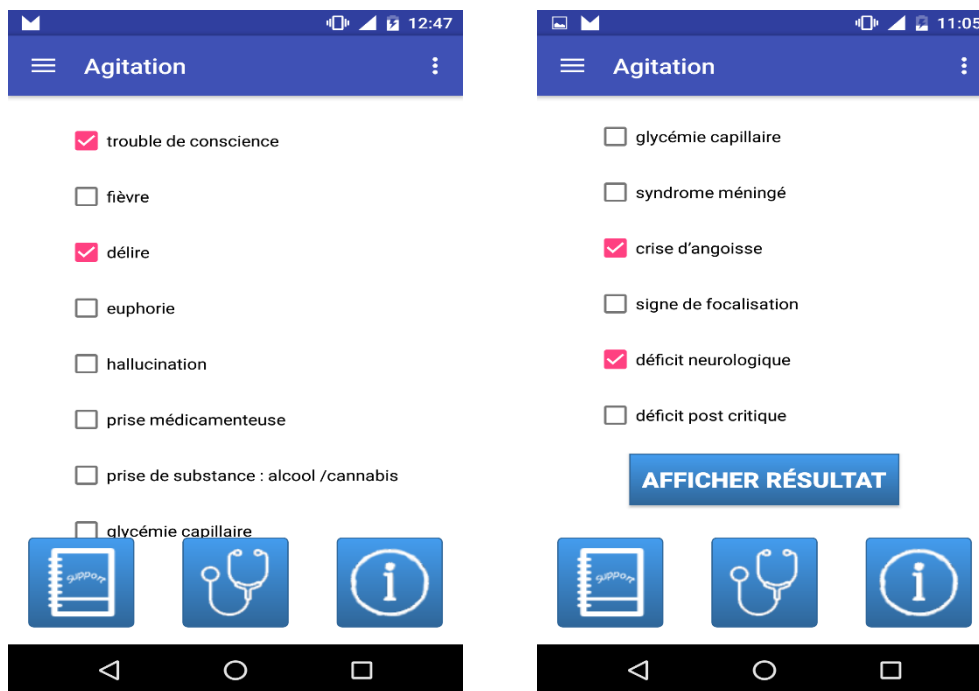 12:47
Agitation
trouble de conscience
fièvre
délire
euphorie
hallucination
prise médicamenteuse
prise de substance : alcool /cannabis
glycémie capillaire
support
11:05
Agitation
glycémie capillaire
syndrome méningé
crise d'angoisse
signe de focalisation
déficit neurologique
déficit post critique
AFFICHER RÉSULTAT
support